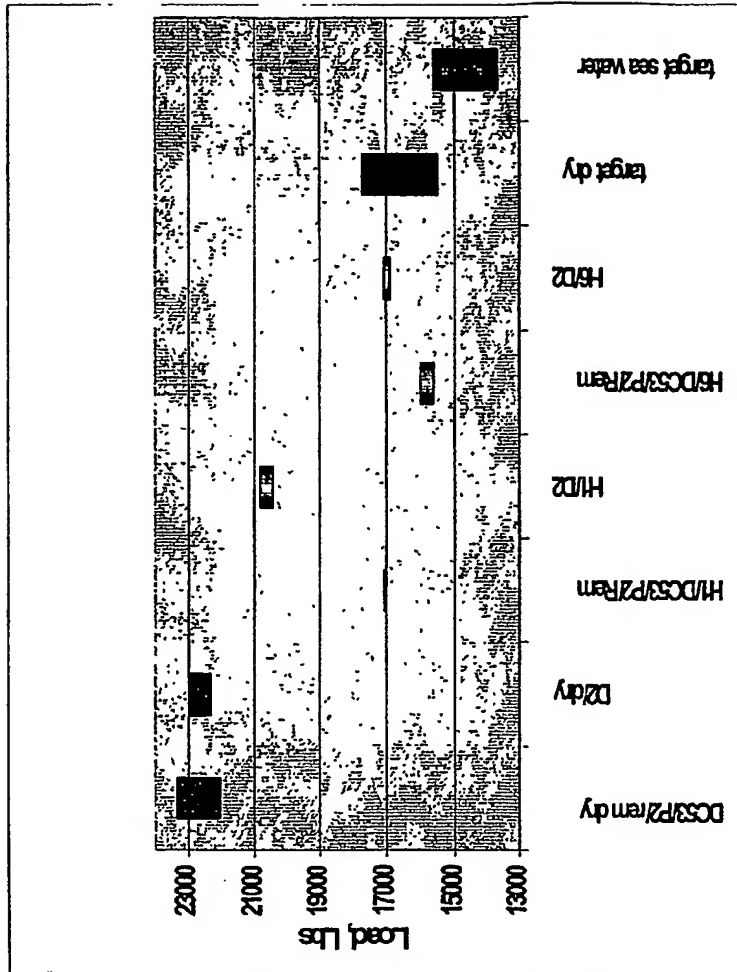 Load, Lbs
23000
21000
19000
17000
15000
13000
DC53/P2/rem dry
D2/dry
H1/DC53/P2/Rem
H1/D2
H6/DC53/P2/Rem
H6/D2
target dry
target sea water